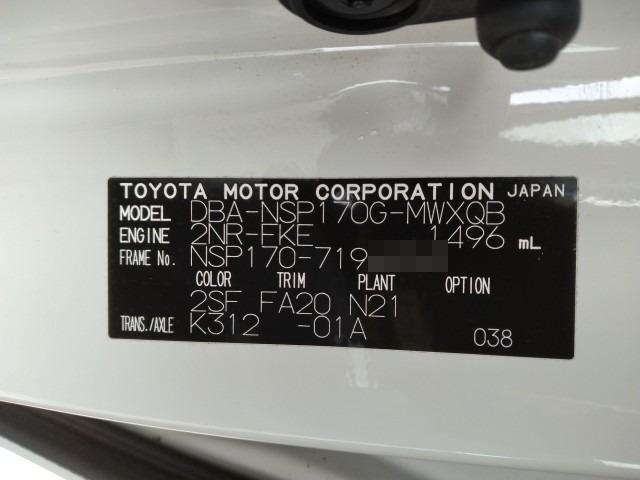 TOYOTA MOTOR CORPORATION JAPAN
MODEL DBA-NSP170G-MWXQB
ENGINE 2NR-FKE 1496 mL
FRAME No. NSP170-719
COLOR TRIM PLANT OPTION
2SF FA20 N21
TRANS./AXLE K312 -01A 038